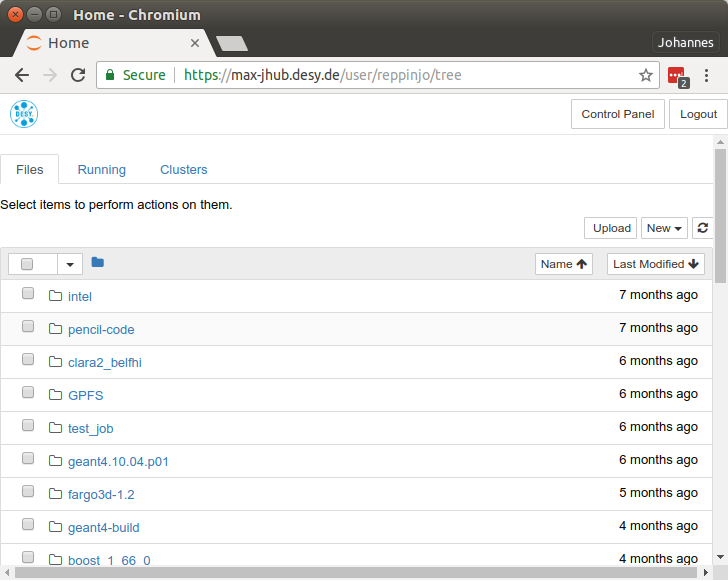 Home - Chromium
Home
Johannes
Secure https://max-jhub.desy.de/user/reppinjo/tree
2
DESY
Control Panel
Logout
Files
Running
Clusters
Select items to perform actions on them.
Upload
New
Name
Last Modified
intel 7 months ago
pencil-code 7 months ago
clara2_belfhi 6 months ago
GPFS 6 months ago
test_job 6 months ago
geant4.10.04.p01 6 months ago
fargo3d-1.2 5 months ago
geant4-build 4 months ago
boost_1_66_0 4 months ago